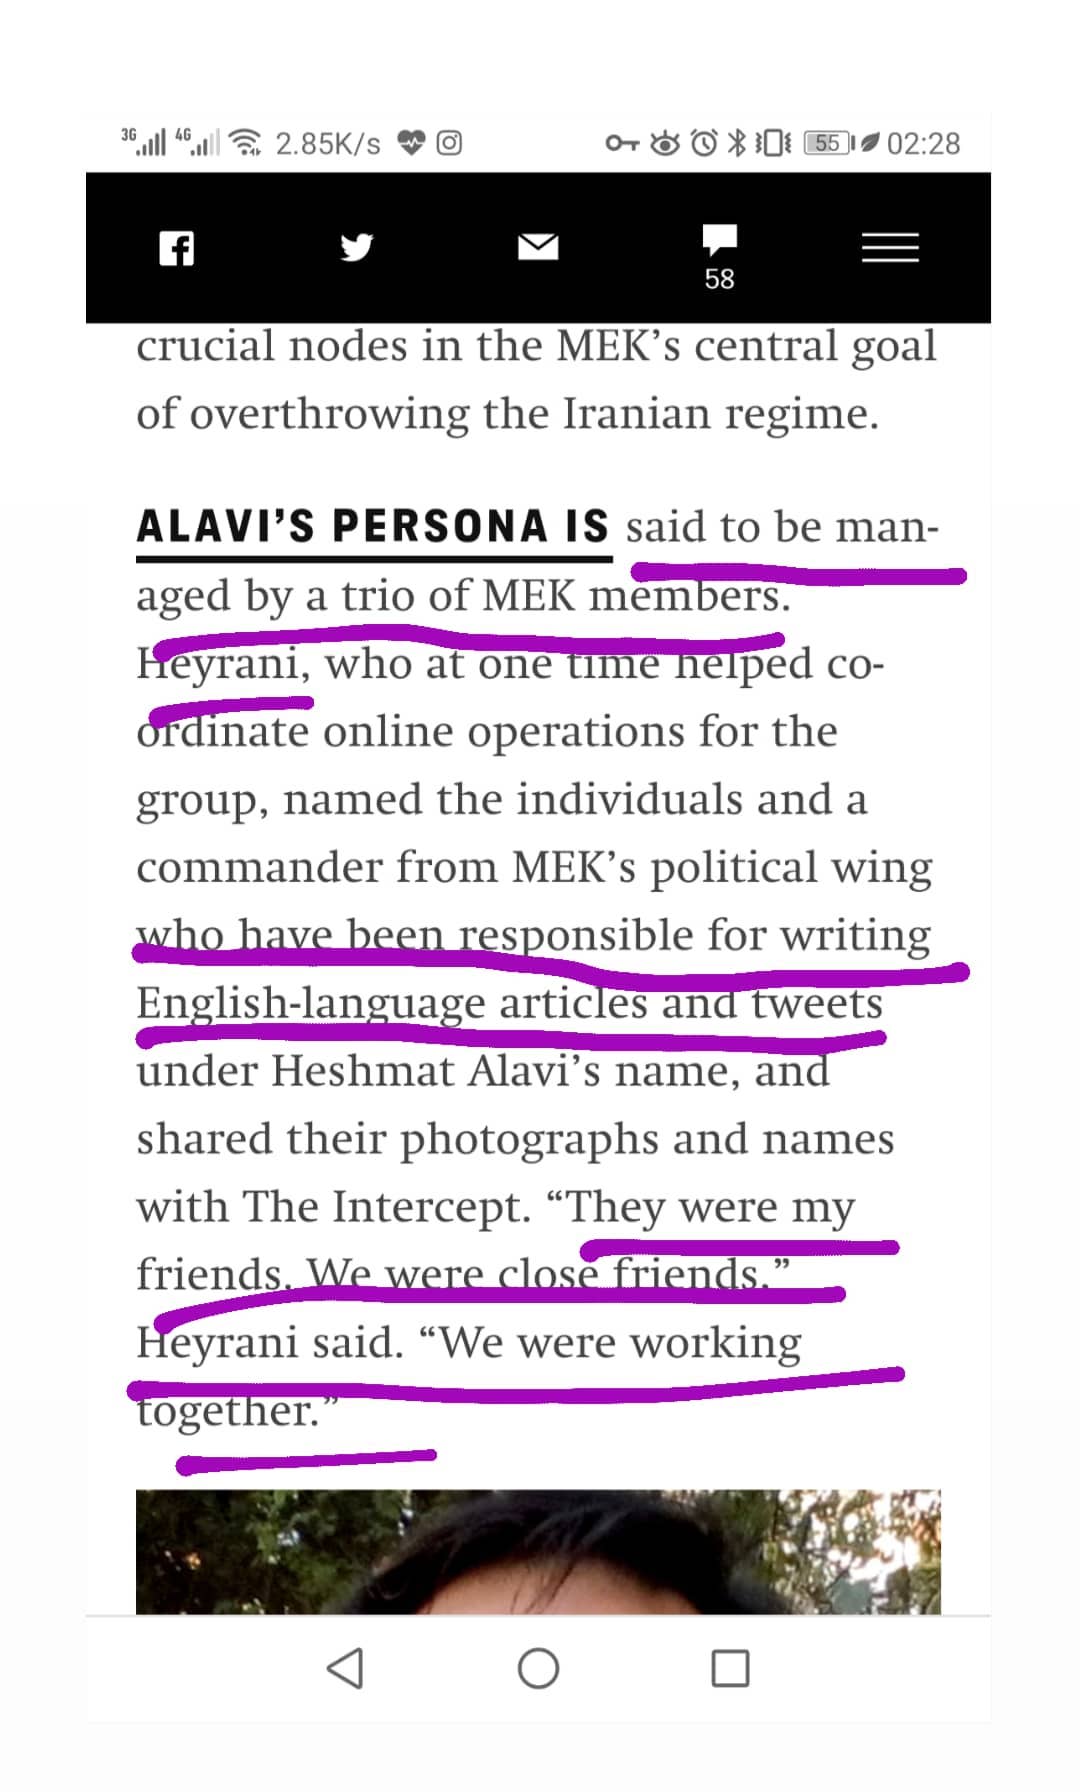 3G 4G 2.85K/s 55 02:28
58
crucial nodes in the MEK’s central goal
of overthrowing the Iranian regime.
ALAVI’S PERSONA IS said to be man-
aged by a trio of MEK members.
Heyrani, who at one time helped co-
ordinate online operations for the
group, named the individuals and a
commander from MEK’s political wing
who have been responsible for writing
English-language articles and tweets
under Heshmat Alavi’s name, and
shared their photographs and names
with The Intercept. “They were my
friends. We were close friends.”
Heyrani said. “We were working
together.”